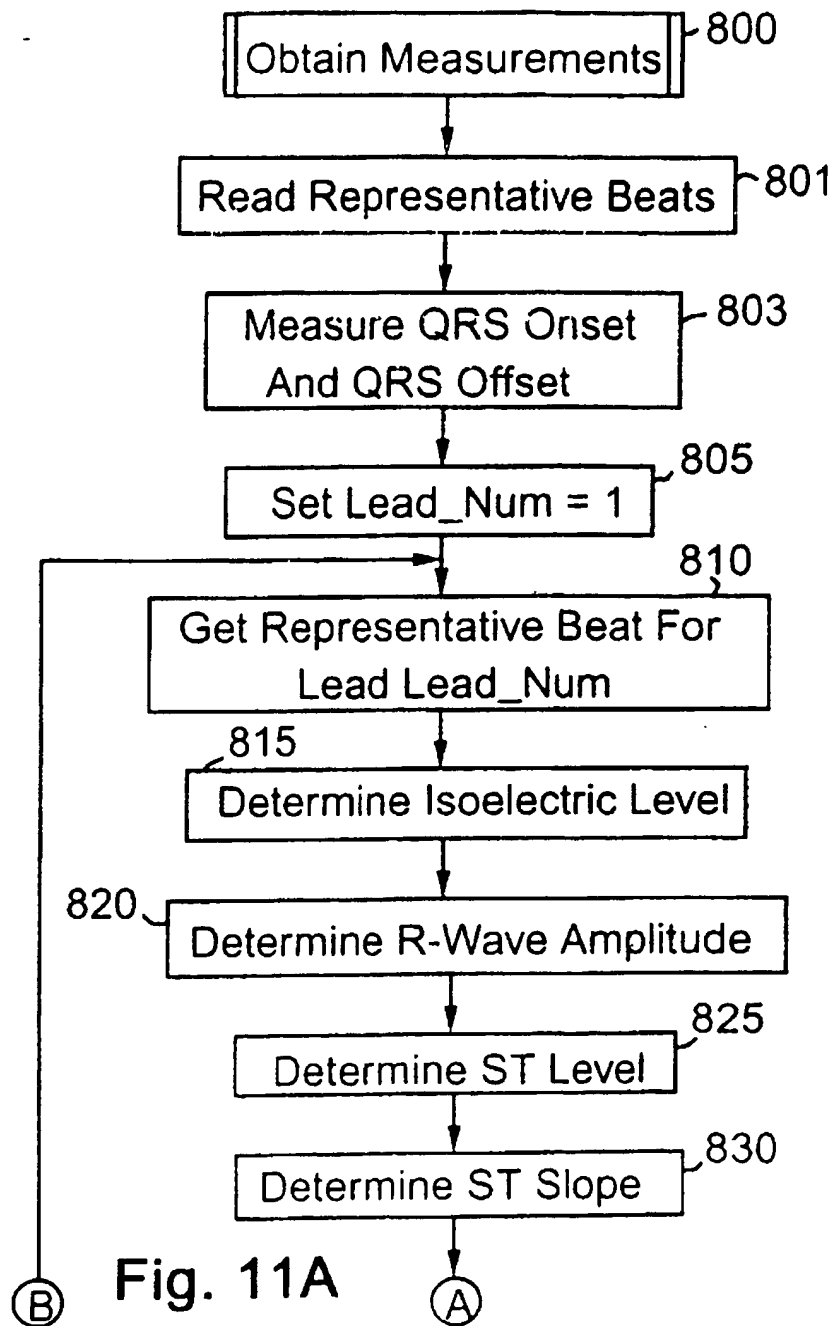 800
Obtain Measurements
801
Read Representative Beats
803
Measure QRS Onset
And QRS Offset
805
Set Lead_Num = 1
810
Get Representative Beat For
Lead Lead_Num
815
Determine Isoelectric Level
820
Determine R-Wave Amplitude
825
Determine ST Level
830
Determine ST Slope
B
Fig. 11A
A